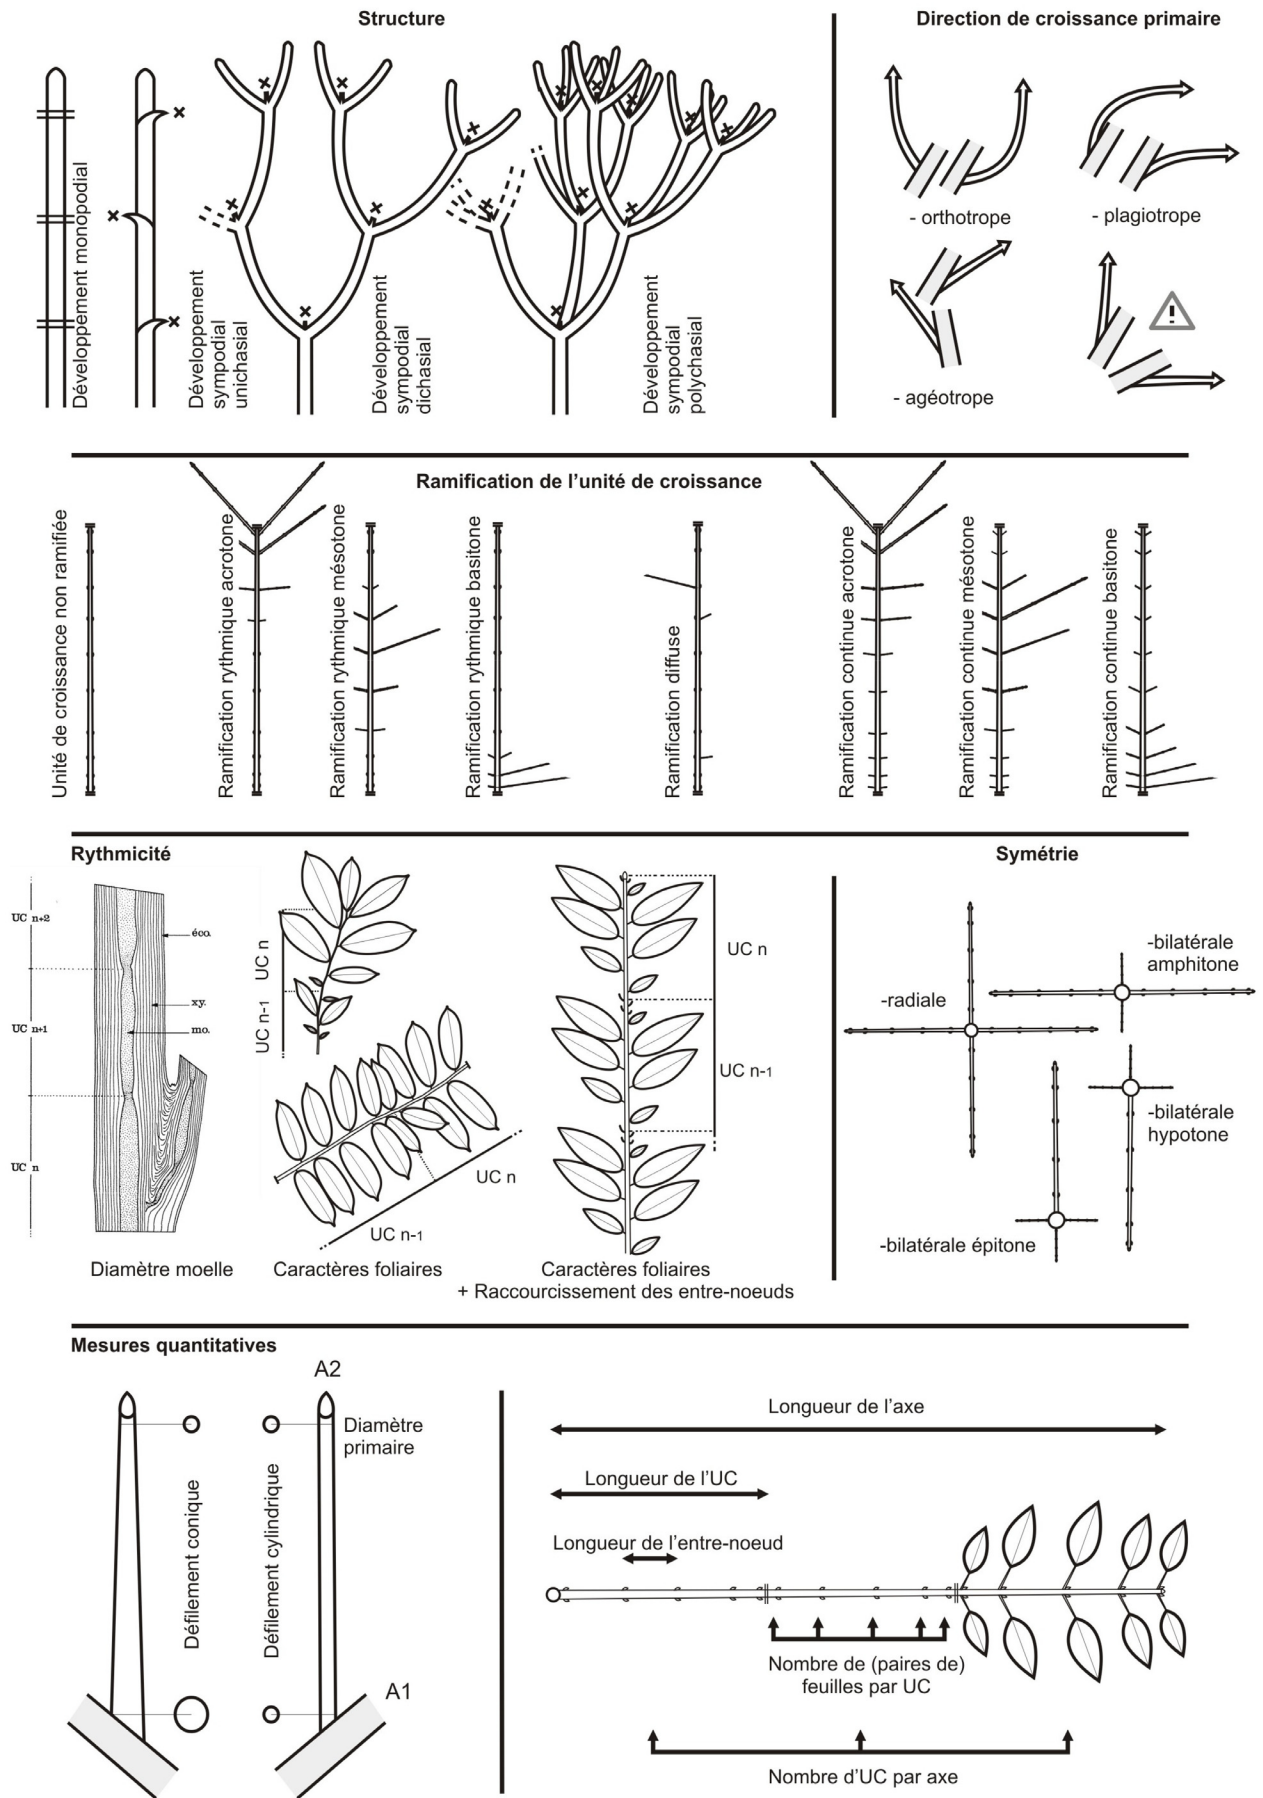 Structure
Développement monopodial
Développement
sympodial
unichasial
Développement
sympodial
dichasial
Développement
sympodial
polychasial
Direction de croissance primaire
- orthotrope
- plagiotrope
- agéotrope
!
Ramification de l'unité de croissance
Unité de croissance non ramifiée
Ramification rythmique acrotone
Ramification rythmique mésotone
Ramification rythmique basitone
Ramification diffuse
Ramification continue acrotone
Ramification continue mésotone
Ramification continue basitone
Rythmicité
UC n+2
UC n+1
UC n
éco.
xy.
mo.
Diamètre moelle
UC n
UC n-1
UC n
UC n-1
Caractères foliaires
UC n
UC n-1
Caractères foliaires
+ Raccourcissement des entre-noeuds
Symétrie
-radiale
-bilatérale
amphitone
-bilatérale
hypotone
-bilatérale épitone
Mesures quantitatives
Défilement conique
Défilement cylindrique
A2
Diamètre
primaire
A1
Longueur de l'axe
Longueur de l'UC
Longueur de l'entre-noeud
Nombre de (paires de)
feuilles par UC
Nombre d'UC par axe